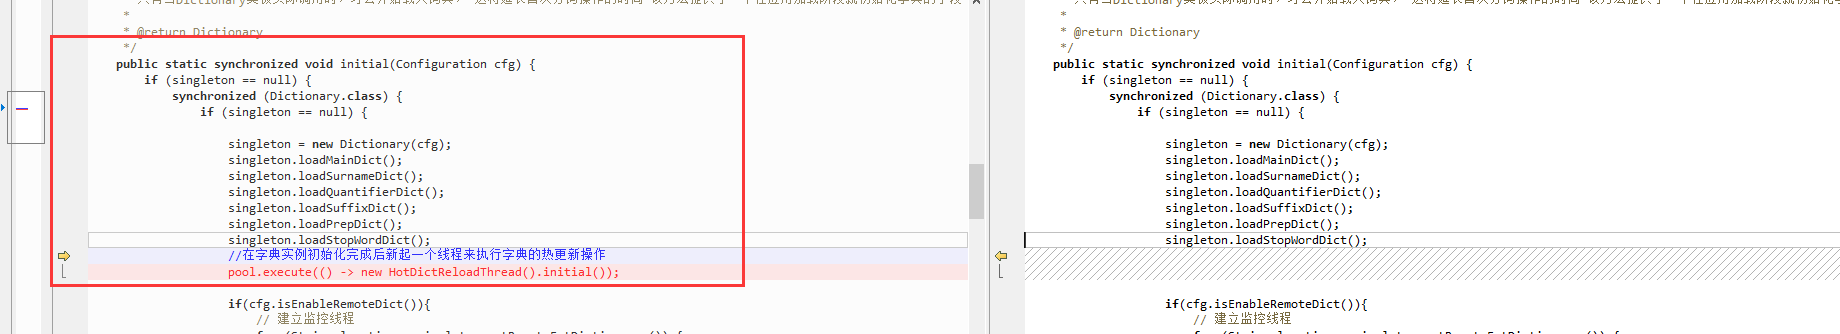 *
* @return Dictionary
*/
public static synchronized void initial(Configuration cfg) {
if (singleton == null) {
synchronized (Dictionary.class) {
if (singleton == null) {
singleton = new Dictionary(cfg);
singleton.loadMainDict();
singleton.loadSurnameDict();
singleton.loadQuantifierDict();
singleton.loadSuffixDict();
singleton.loadPrepDict();
singleton.loadStopWordDict();
//在字典实例初始化完成后新起一个线程来执行字典的热更新操作
pool.execute(() -> new HotDictReloadThread().initial());
if(cfg.isEnableRemoteDict()){
// 建立监控线程
*
* @return Dictionary
*/
public static synchronized void initial(Configuration cfg) {
if (singleton == null) {
synchronized (Dictionary.class) {
if (singleton == null) {
singleton = new Dictionary(cfg);
singleton.loadMainDict();
singleton.loadSurnameDict();
singleton.loadQuantifierDict();
singleton.loadSuffixDict();
singleton.loadPrepDict();
singleton.loadStopWordDict();
if(cfg.isEnableRemoteDict()){
// 建立监控线程